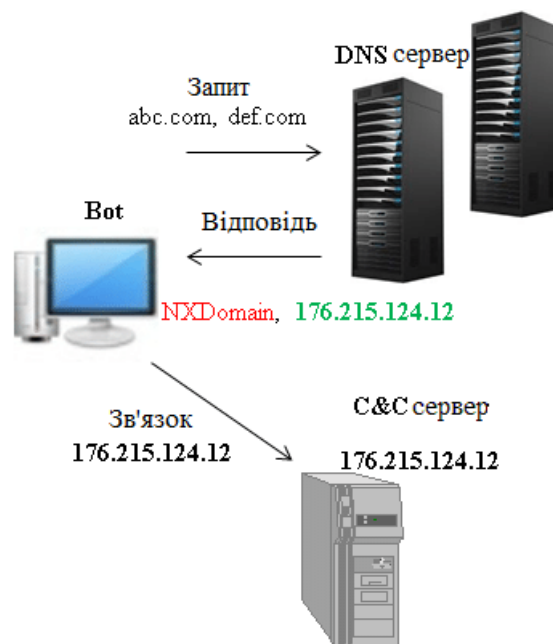 DNS сервер
Запит
abc.com, def.com
Bot
Відповідь
NXDomain, 176.215.124.12
Зв'язок
176.215.124.12
C&C сервер
176.215.124.12